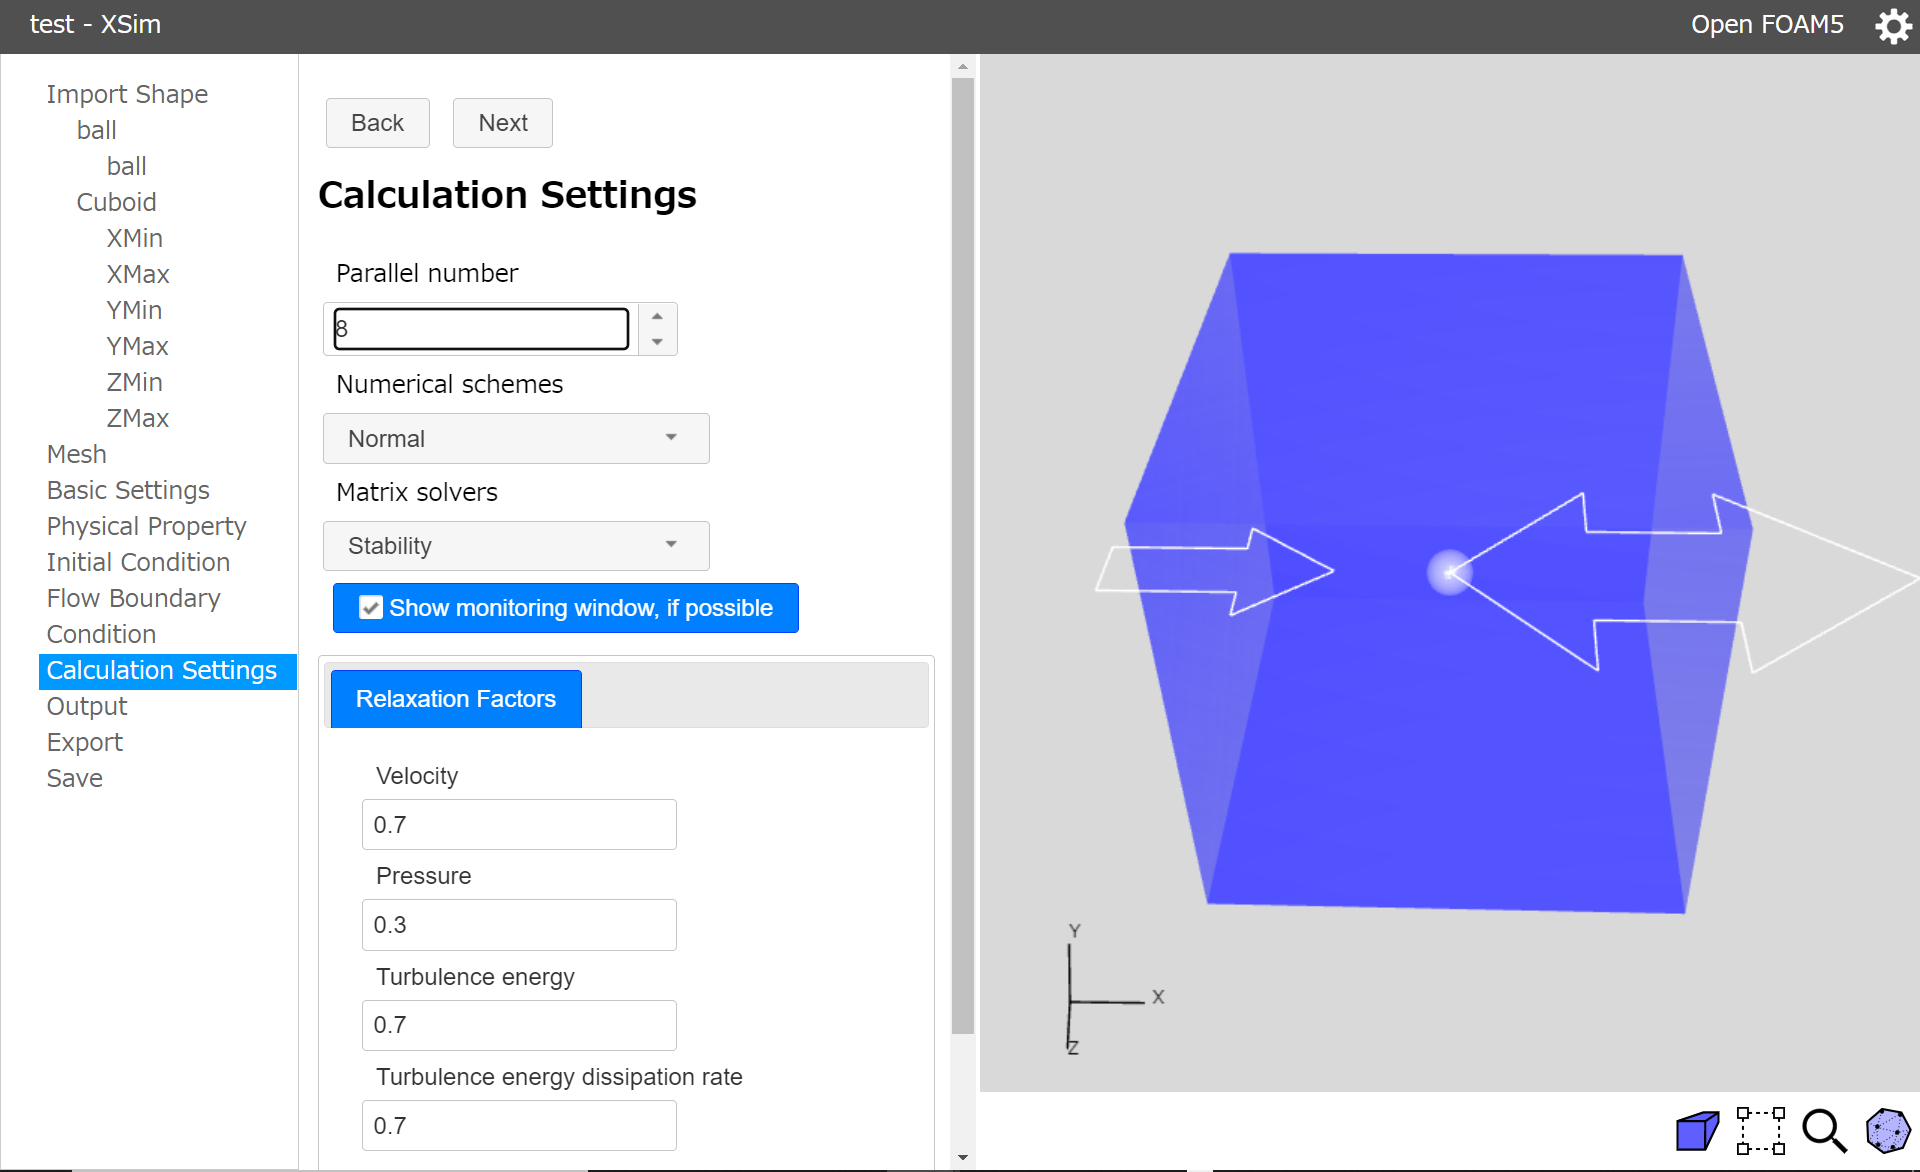 test - XSim
Open FOAM5
Import Shape
ball
ball
Cuboid
XMin
XMax
YMin
YMax
ZMin
ZMax
Mesh
Basic Settings
Physical Property
Initial Condition
Flow Boundary
Condition
Calculation Settings
Output
Export
Save
Back
Next
Calculation Settings
Parallel number
8
Numerical schemes
Normal
Matrix solvers
Stability
Show monitoring window, if possible
Relaxation Factors
Velocity
0.7
Pressure
0.3
Turbulence energy
0.7
Turbulence energy dissipation rate
0.7
Y
X
Z